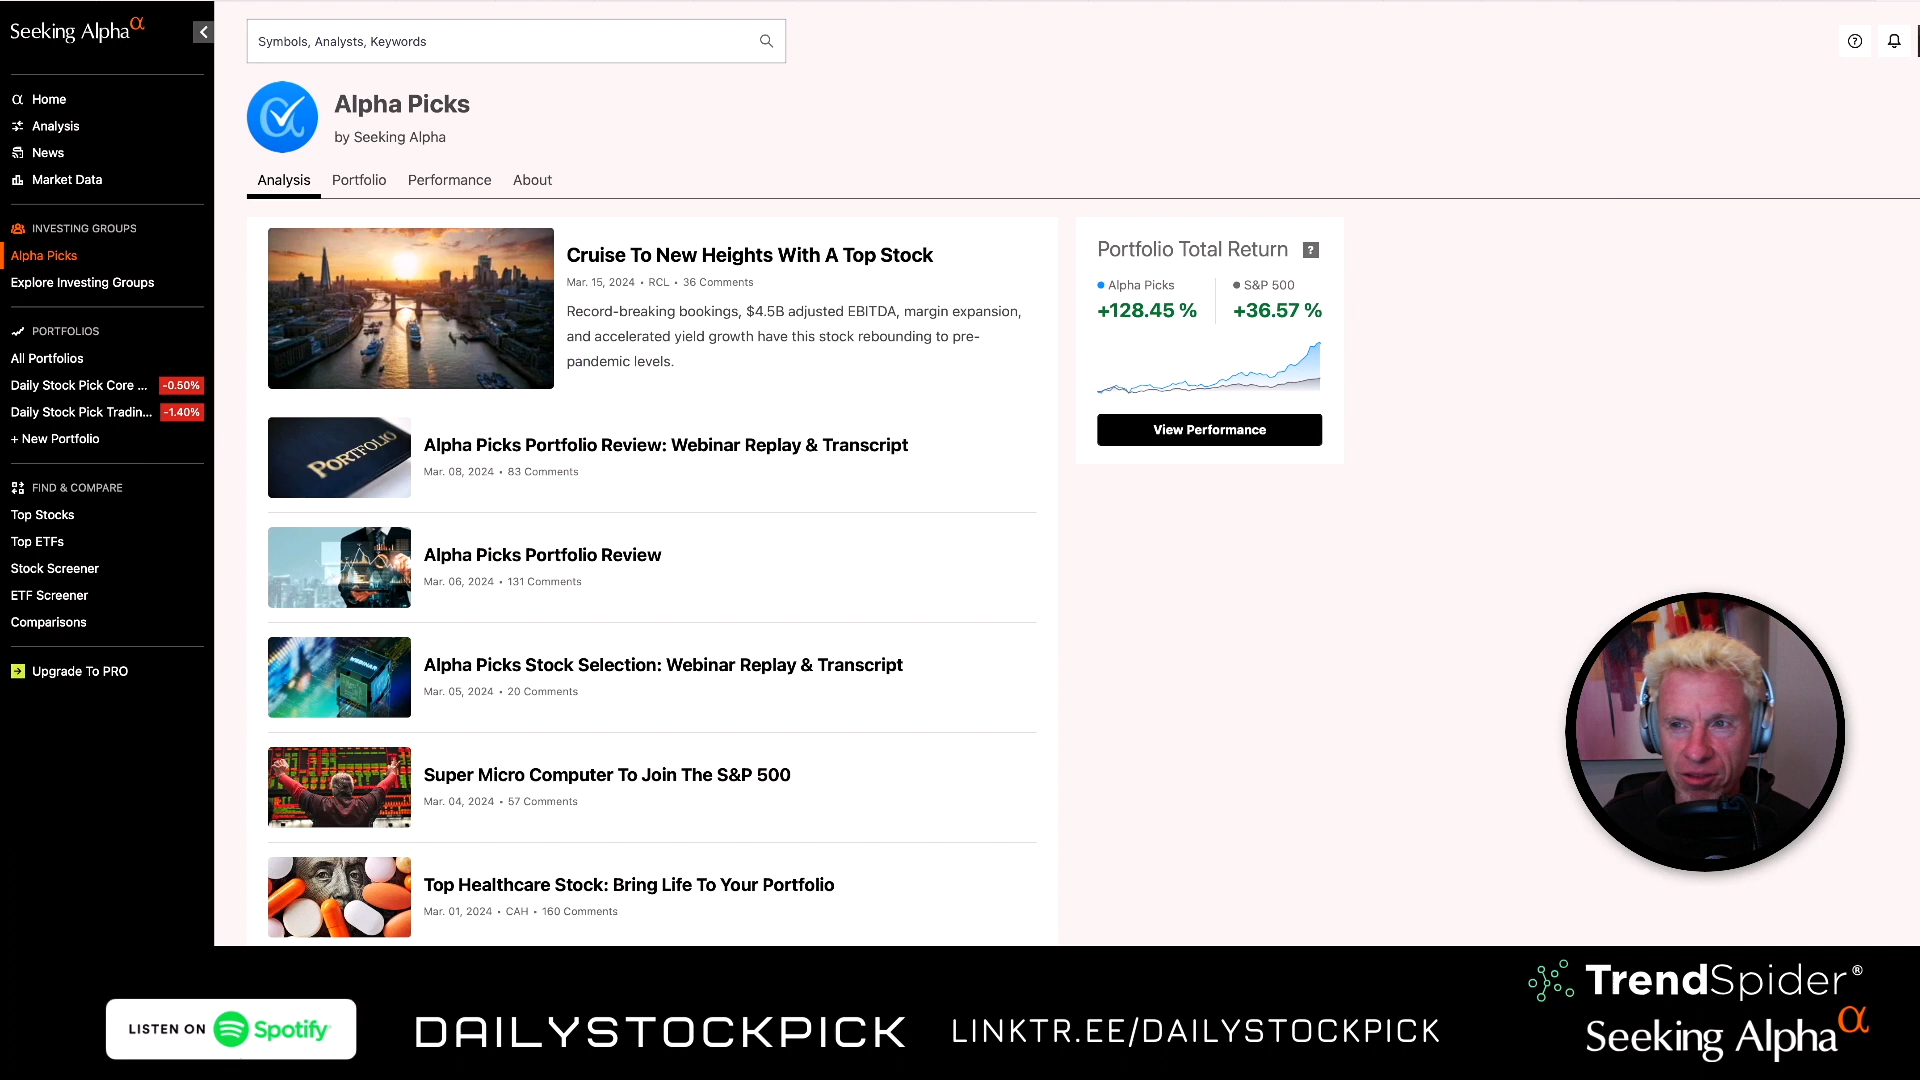 Seeking Alphaα
Symbols, Analysts, Keywords
Home
Analysis
News
Market Data
INVESTING GROUPS
Alpha Picks
Explore Investing Groups
PORTFOLIOS
All Portfolios
Daily Stock Pick Core ... -0.50%
Daily Stock Pick Tradin... -1.40%
+ New Portfolio
FIND & COMPARE
Top Stocks
Top ETFs
Stock Screener
ETF Screener
Comparisons
Upgrade To PRO
Alpha Picks
by Seeking Alpha
Analysis Portfolio Performance About
Cruise To New Heights With A Top Stock
Mar. 15, 2024 • RCL • 36 Comments
Record-breaking bookings, $4.5B adjusted EBITDA, margin expansion,
and accelerated yield growth have this stock rebounding to pre-
pandemic levels.
PORTFOLIO
Alpha Picks Portfolio Review: Webinar Replay & Transcript
Mar. 08, 2024 • 83 Comments
Alpha Picks Portfolio Review
Mar. 06, 2024 • 131 Comments
WEBINAR
Alpha Picks Stock Selection: Webinar Replay & Transcript
Mar. 05, 2024 • 20 Comments
Super Micro Computer To Join The S&P 500
Mar. 04, 2024 • 57 Comments
Top Healthcare Stock: Bring Life To Your Portfolio
Mar. 01, 2024 • CAH • 160 Comments
Portfolio Total Return ?
Alpha Picks
+128.45 %
S&P 500
+36.57 %
View Performance
LISTEN ON Spotify
DAILYSTOCKPICK
LINKTR.EE/DAILYSTOCKPICK
TrendSpider®
Seeking Alphaα